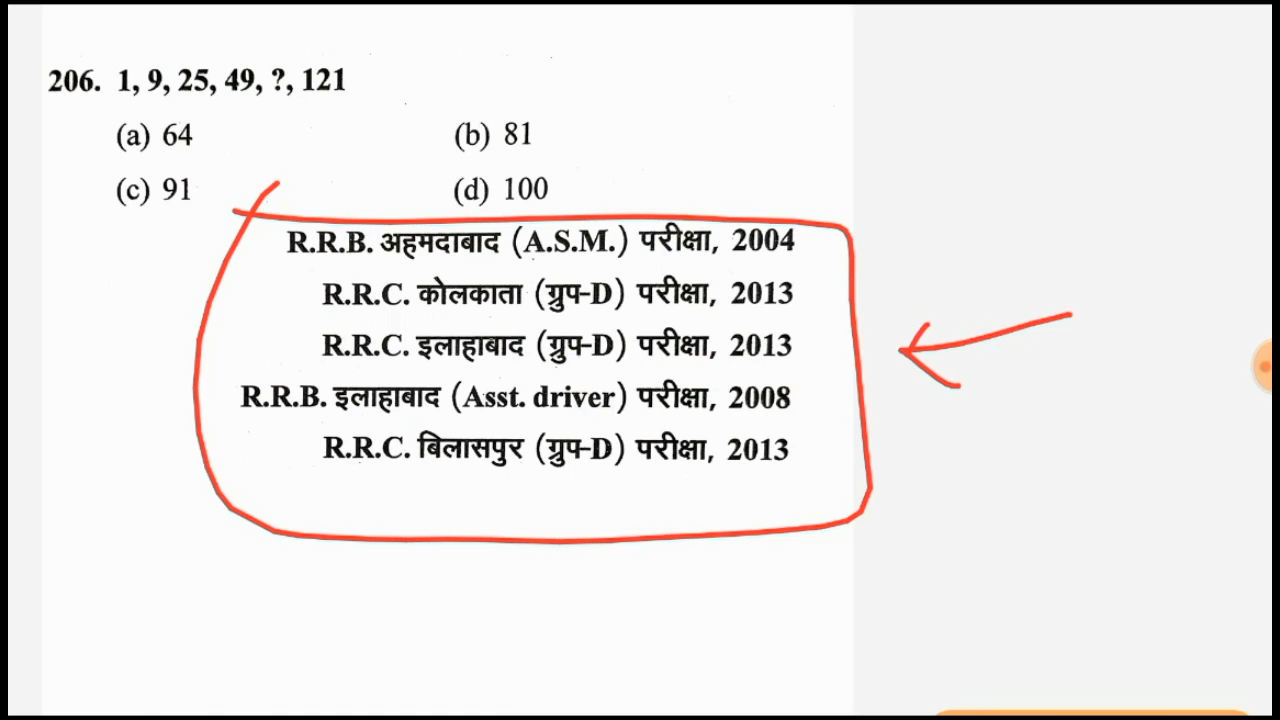 206. 1, 9, 25, 49, ?, 121
(a) 64 (b) 81
(c) 91 (d) 100
R.R.B. अहमदाबाद (A.S.M.) परीक्षा, 2004
R.R.C. कोलकाता (ग्रुप-D) परीक्षा, 2013
R.R.C. इलाहाबाद (ग्रुप-D) परीक्षा, 2013
R.R.B. इलाहाबाद (Asst. driver) परीक्षा, 2008
R.R.C. बिलासपुर (ग्रुप-D) परीक्षा, 2013